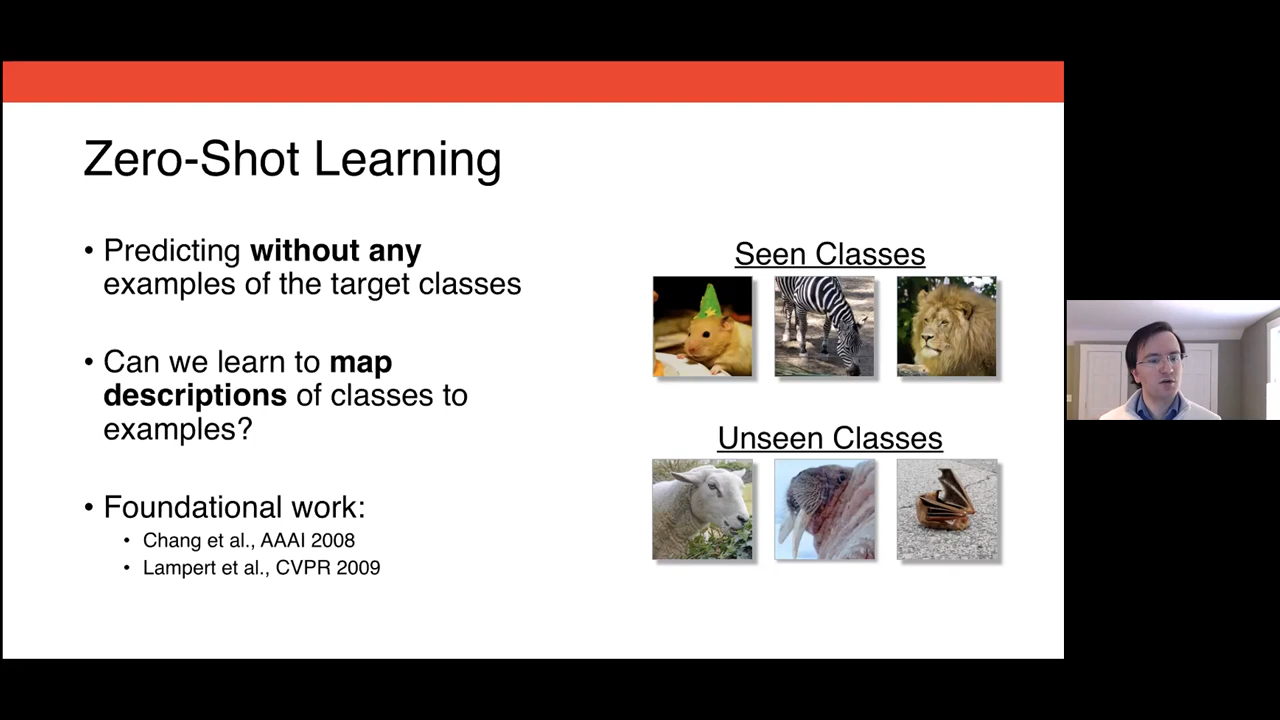 Zero-Shot Learning
• Predicting without any
examples of the target classes
• Can we learn to map
descriptions of classes to
examples?
• Foundational work:
• Chang et al., AAAI 2008
• Lampert et al., CVPR 2009
Seen Classes
Unseen Classes